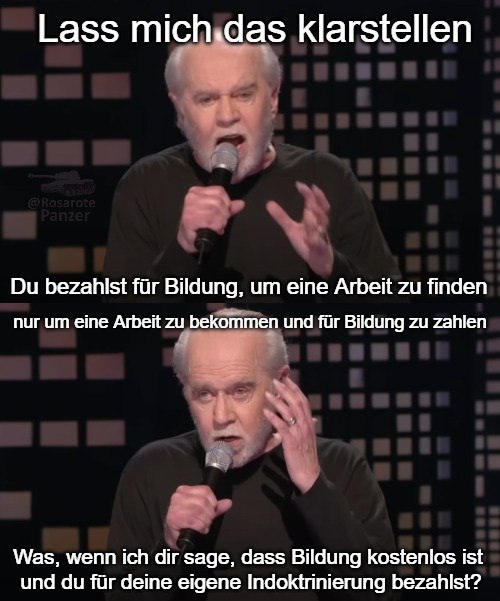 Lass mich das klarstellen
@Rosarote
Panzer
Du bezahlst für Bildung, um eine Arbeit zu finden
nur um eine Arbeit zu bekommen und für Bildung zu zahlen
Was, wenn ich dir sage, dass Bildung kostenlos ist
und du für deine eigene Indoktrinierung bezahlst?